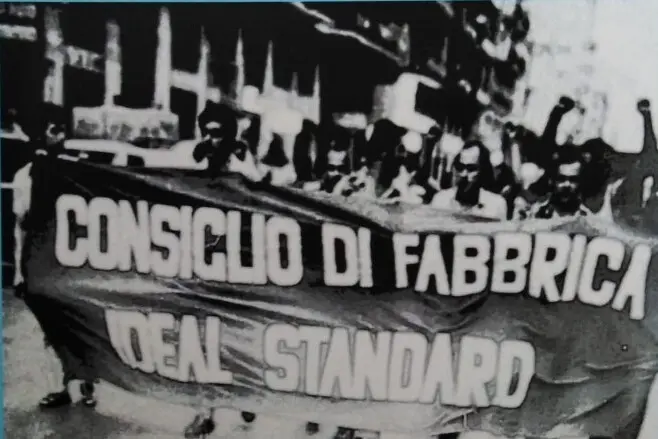 CONSIGLIO DI FABBRICA
IDEAL STANDARD